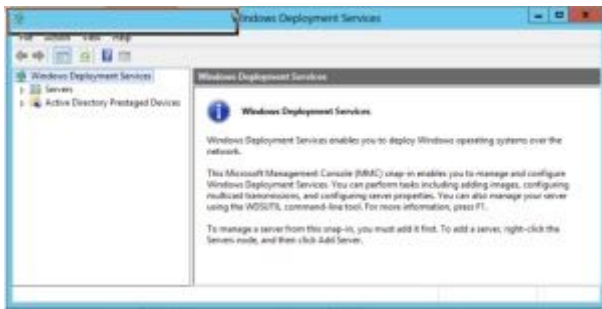 Windows Deployment Services
File Action View Help
Windows Deployment Services
Servers
Active Directory Prestaged Devices
Windows Deployment Services
Windows Deployment Services
Windows Deployment Services enables you to deploy Windows operating systems over the
network.
This Microsoft Management Console (MMC) snap-in enables you to manage and configure
Windows Deployment Services. You can perform tasks including adding images, configuring
multicast transmissions, and configuring server properties. You can also manage your server
using the WDSUTIL command-line tool. For more information, press F1.
To manage a server from this snap-in, you must add it first. To add a server, right-click the
Servers node, and then click Add Server.